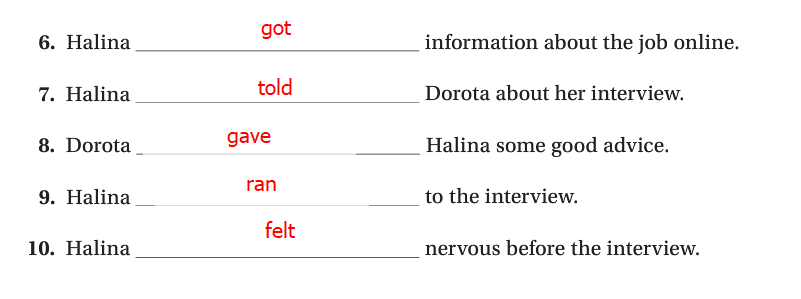 6. Halina got information about the job online.
7. Halina told Dorota about her interview.
8. Dorota gave Halina some good advice.
9. Halina ran to the interview.
10. Halina felt nervous before the interview.